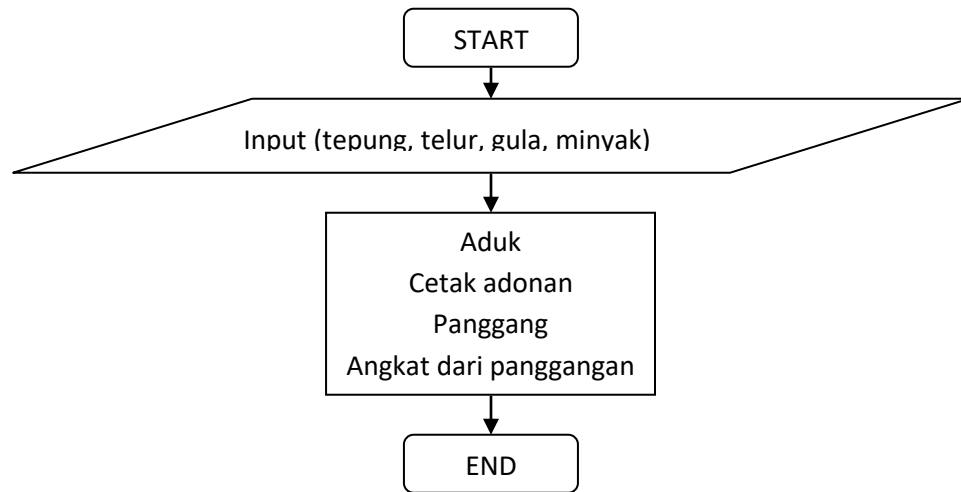 START
Input (tepung, telur, gula, minyak)
Aduk
Cetak adonan
Panggang
Angkat dari panggangan
END